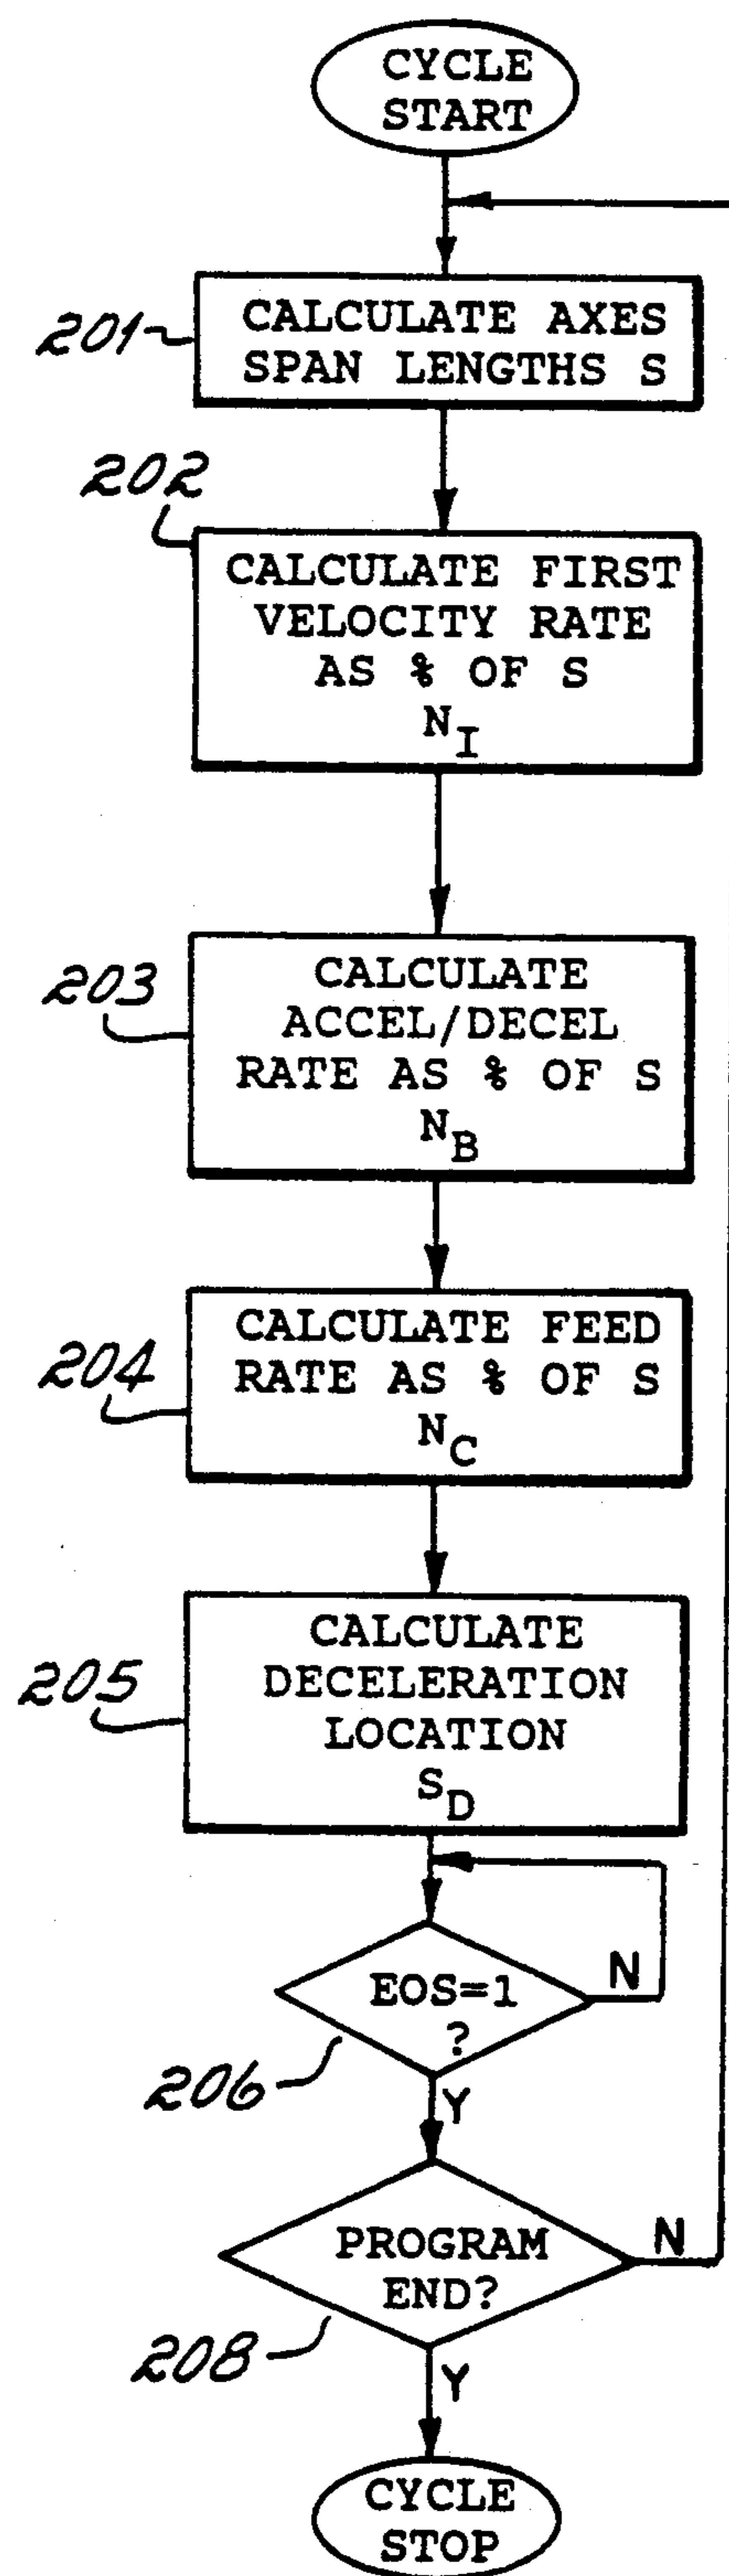 CYCLE
START
201
CALCULATE AXES
SPAN LENGTHS S
202
CALCULATE FIRST
VELOCITY RATE
AS % OF S
N_I
203
CALCULATE
ACCEL/DECEL
RATE AS % OF S
N_B
204
CALCULATE FEED
RATE AS % OF S
N_C
205
CALCULATE
DECELERATION
LOCATION
S_D
EOS=1
?
N
206
Y
PROGRAM
END?
N
208
Y
CYCLE
STOP